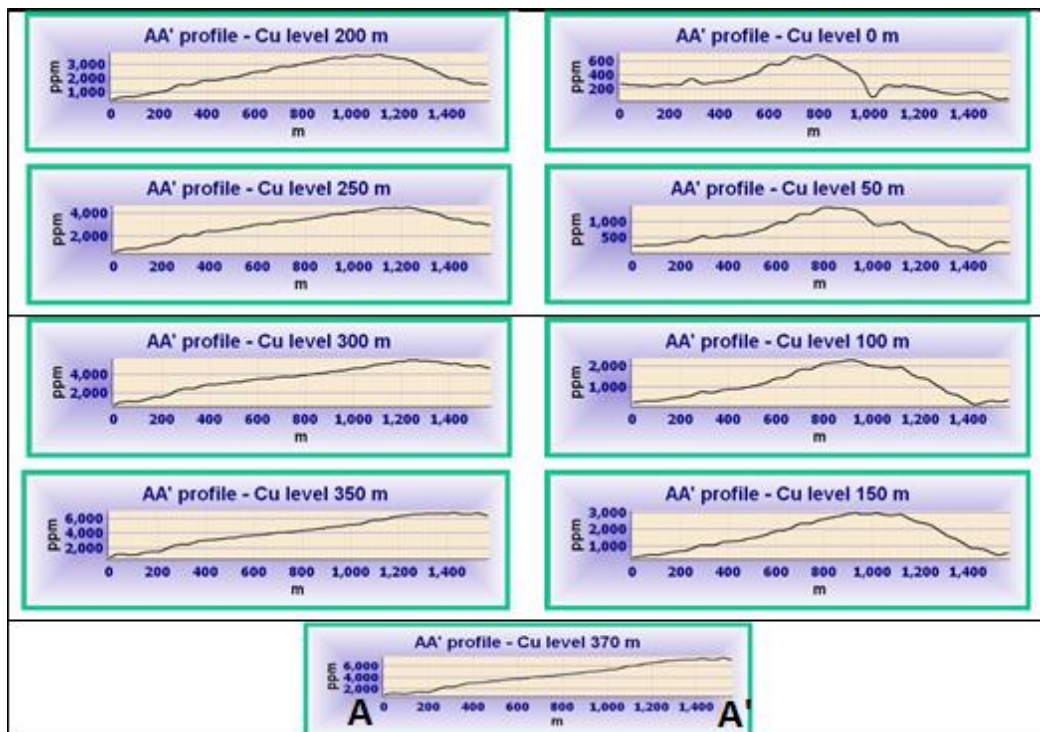 AA' profile - Cu level 200 m
ppm
3,000
2,000
1,000
0 200 400 600 800 1,000 1,200 1,400
m
AA' profile - Cu level 0 m
ppm
600
400
200
0 200 400 600 800 1,000 1,200 1,400
m
AA' profile - Cu level 250 m
ppm
4,000
2,000
0 200 400 600 800 1,000 1,200 1,400
m
AA' profile - Cu level 50 m
ppm
1,000
500
0 200 400 600 800 1,000 1,200 1,400
m
AA' profile - Cu level 300 m
ppm
4,000
2,000
0 200 400 600 800 1,000 1,200 1,400
m
AA' profile - Cu level 100 m
ppm
2,000
1,000
0 200 400 600 800 1,000 1,200 1,400
m
AA' profile - Cu level 350 m
ppm
6,000
4,000
2,000
0 200 400 600 800 1,000 1,200 1,400
m
AA' profile - Cu level 150 m
ppm
3,000
2,000
1,000
0 200 400 600 800 1,000 1,200 1,400
m
AA' profile - Cu level 370 m
ppm
6,000
4,000
2,000
0 200 400 600 800 1,000 1,200 1,400
A A'
m